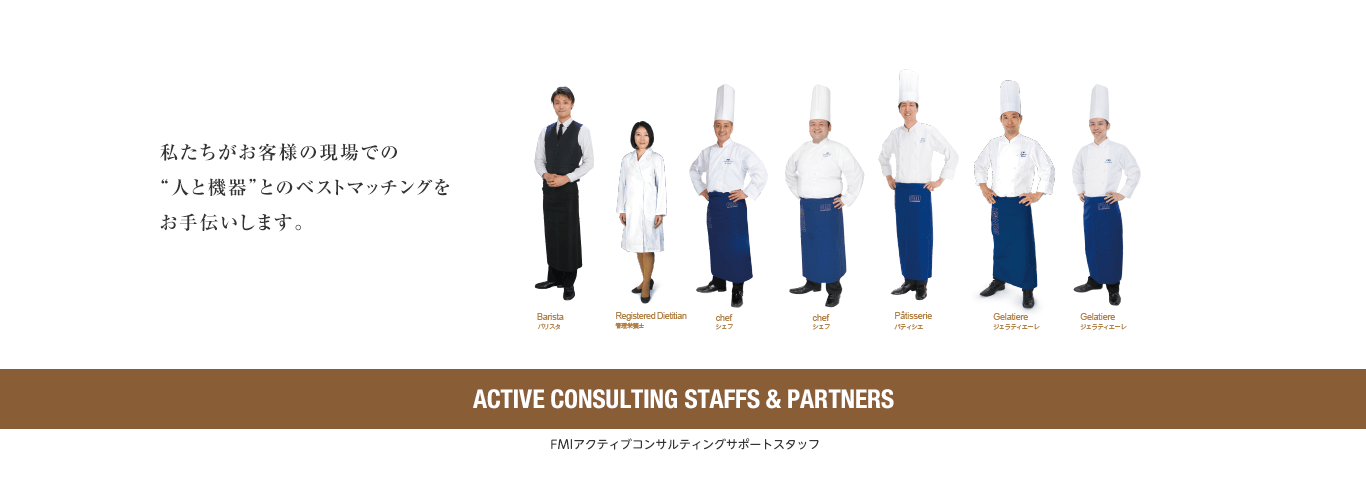 私たちがお客様の現場での
“人と機器”とのベストマッチングを
お手伝いします。
Barista
バリスタ
Registered Dietitian
管理栄養士
chef
シェフ
chef
シェフ
Pâtisserie
パティシエ
Gelatiere
ジェラティエーレ
Gelatiere
ジェラティエーレ
ACTIVE CONSULTING STAFFS & PARTNERS
FMIアクティブコンサルティングサポートスタッフ